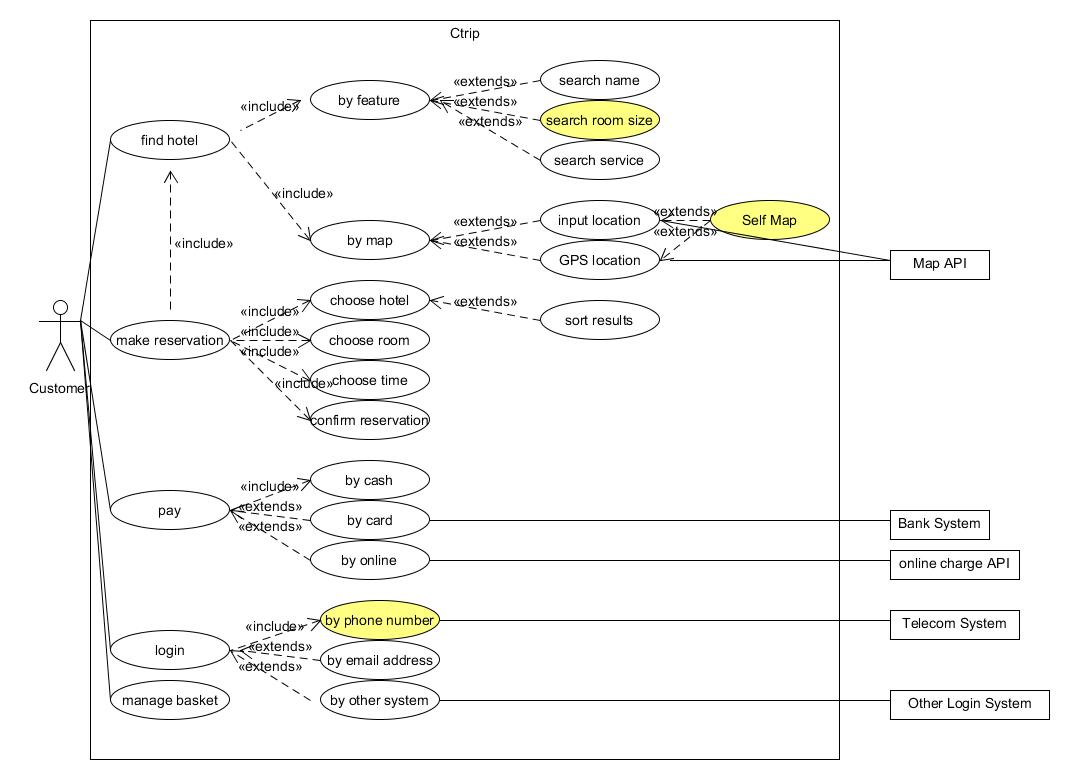 Ctrip
search name
«extends»
by feature
«include»
«extends»
search room size
«extends»
find hotel
search service
«include»
«extends»
input location
«extends»
Self Map
by map
«include»
«extends»
GPS location
«extends»
Map API
choose hotel
«extends»
sort results
«include»
make reservation
«include»
choose room
«include»
choose time
«include»
confirm reservation
Customer
by cash
«include»
pay
«extends»
by card
Bank System
«extends»
by online
online charge API
by phone number
Telecom System
«include»
login
«extends»
by email address
«extends»
manage basket
by other system
Other Login System